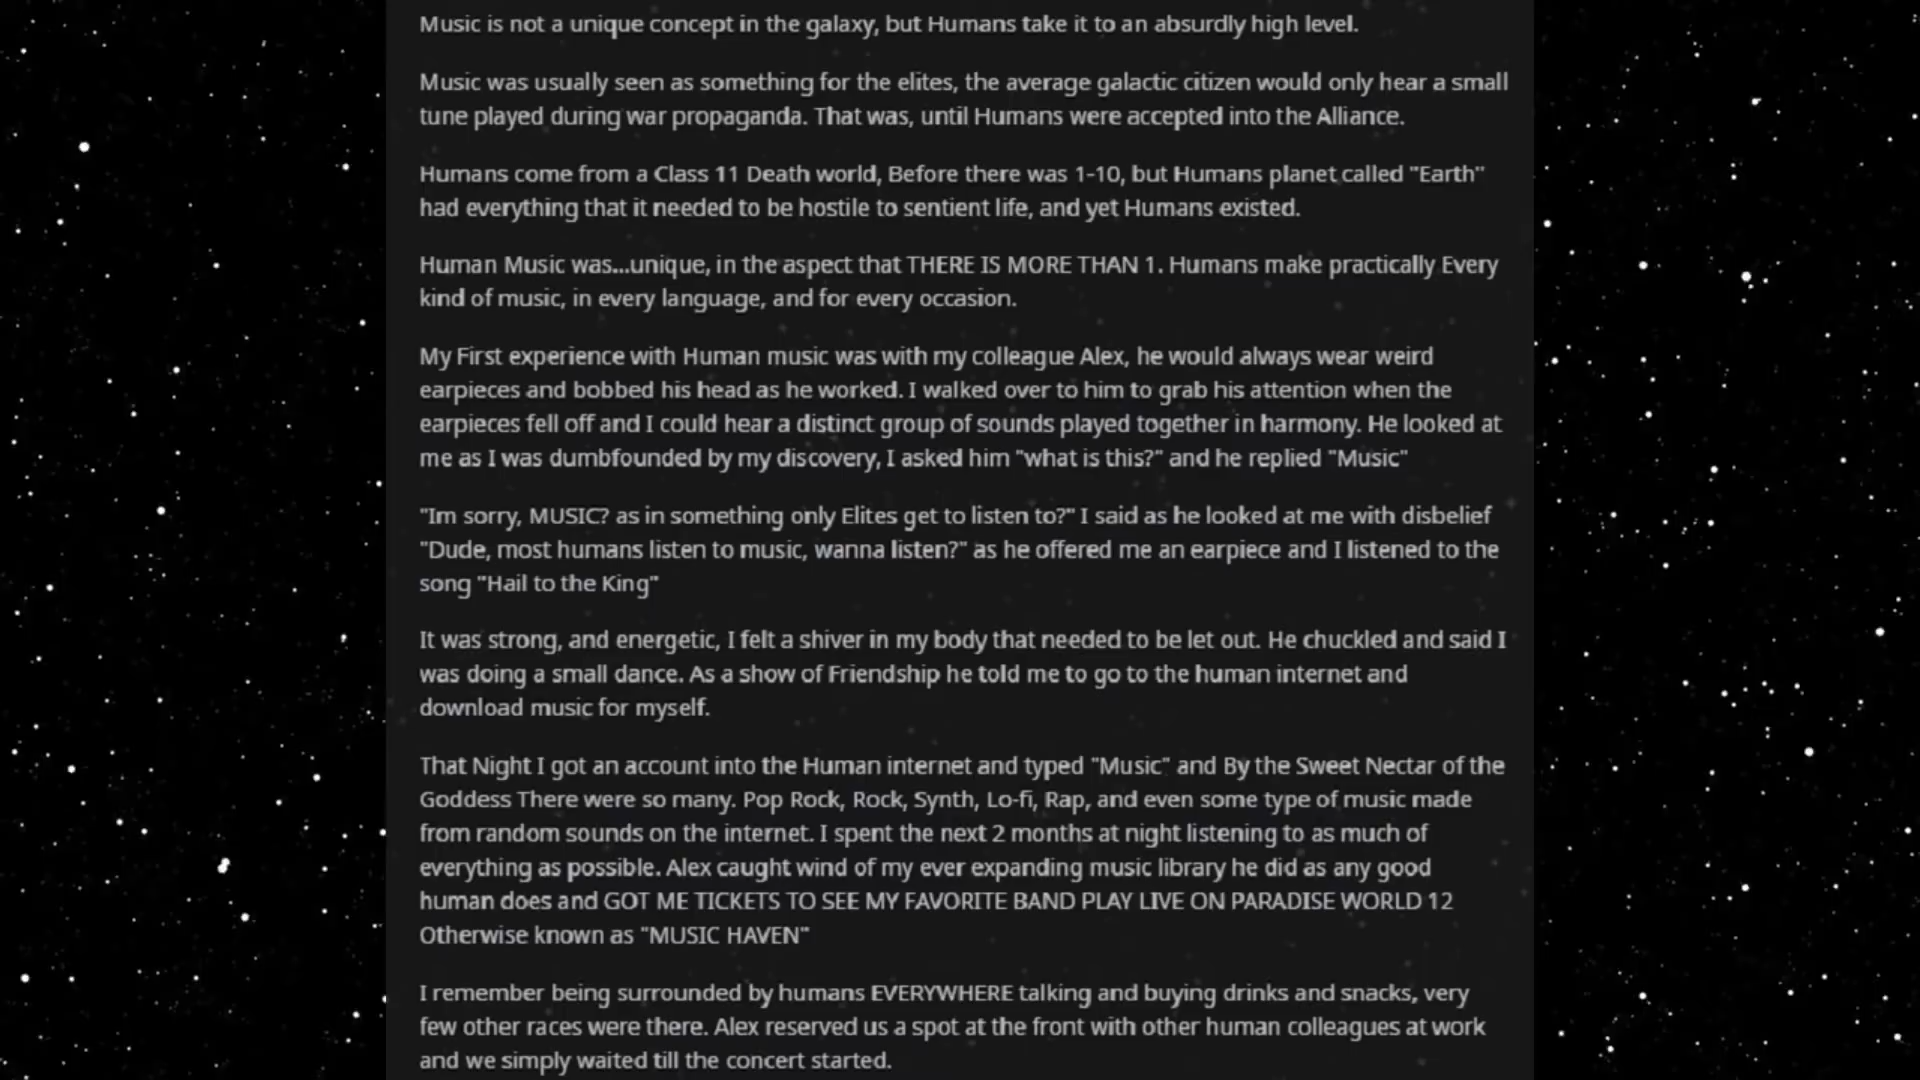 Music is not a unique concept in the galaxy, but Humans take it to an absurdly high level.
Music was usually seen as something for the elites, the average galactic citizen would only hear a small
tune played during war propaganda. That was, until Humans were accepted into the Alliance.
Humans come from a Class 11 Death world, Before there was 1-10, but Humans planet called "Earth"
had everything that it needed to be hostile to sentient life, and yet Humans existed.
Human Music was...unique, in the aspect that THERE IS MORE THAN 1. Humans make practically Every
kind of music, in every language, and for every occasion.
My First experience with Human music was with my colleague Alex, he would always wear weird
earpieces and bobbed his head as he worked. I walked over to him to grab his attention when the
earpieces fell off and I could hear a distinct group of sounds played together in harmony. He looked at
me as I was dumbfounded by my discovery, I asked him "what is this?" and he replied "Music"
"Im sorry, MUSIC? as in something only Elites get to listen to?" I said as he looked at me with disbelief
"Dude, most humans listen to music, wanna listen?" as he offered me an earpiece and I listened to the
song "Hail to the King"
It was strong, and energetic, I felt a shiver in my body that needed to be let out. He chuckled and said I
was doing a small dance. As a show of Friendship he told me to go to the human internet and
download music for myself.
That Night I got an account into the Human internet and typed "Music" and By the Sweet Nectar of the
Goddess There were so many. Pop Rock, Rock, Synth, Lo-fi, Rap, and even some type of music made
from random sounds on the internet. I spent the next 2 months at night listening to as much of
everything as possible. Alex caught wind of my ever expanding music library he did as any good
human does and GOT ME TICKETS TO SEE MY FAVORITE BAND PLAY LIVE ON PARADISE WORLD 12
Otherwise known as "MUSIC HAVEN"
I remember being surrounded by humans EVERYWHERE talking and buying drinks and snacks, very
few other races were there. Alex reserved us a spot at the front with other human colleagues at work
and we simply waited till the concert started.